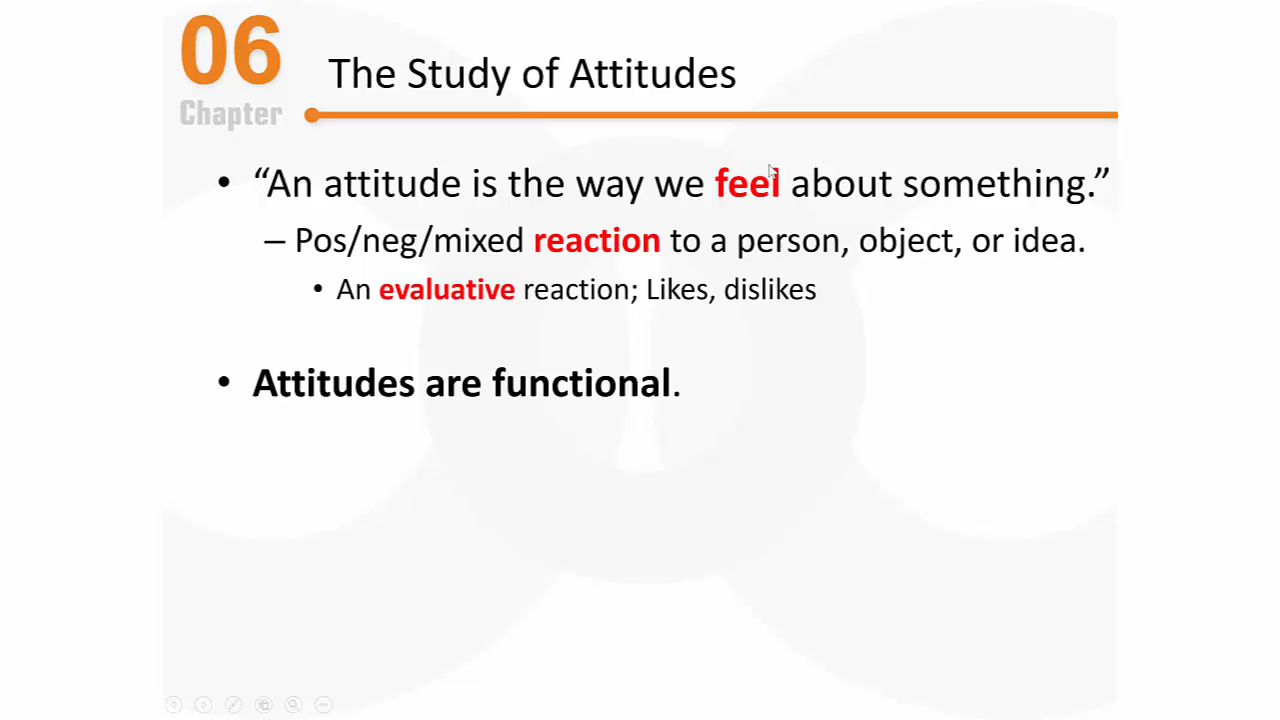 06
Chapter
The Study of Attitudes
• “An attitude is the way we feel about something.”
– Pos/neg/mixed reaction to a person, object, or idea.
• An evaluative reaction; Likes, dislikes
• Attitudes are functional.